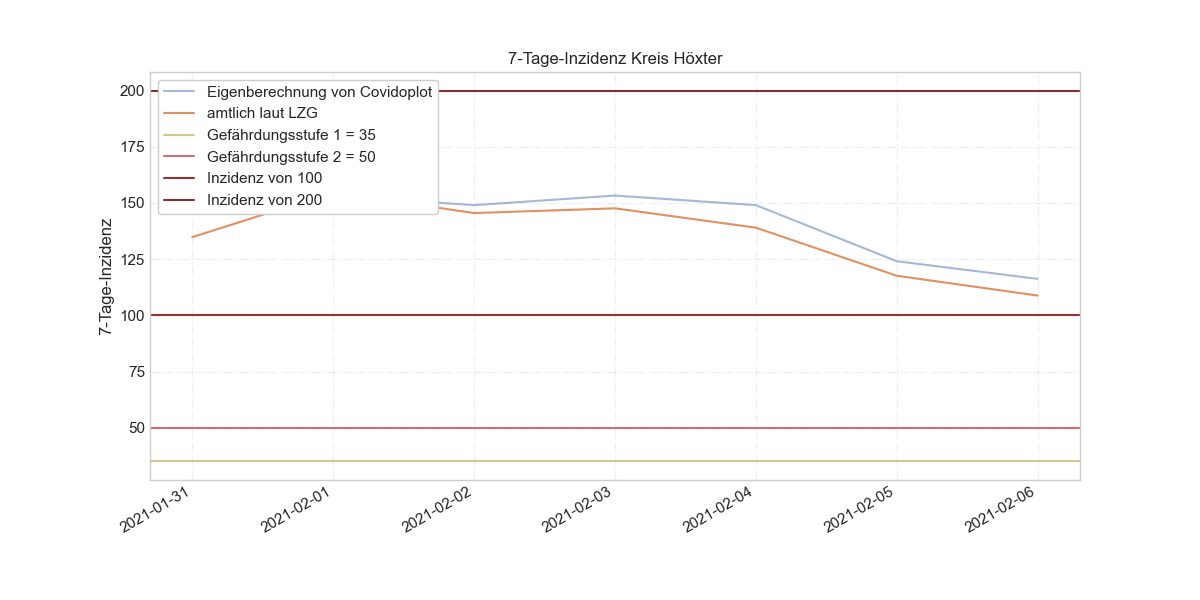 7-Tage-Inzidenz Kreis Höxter
Eigenberechnung von Covidoplot
amtlich laut LZG
Gefährdungsstufe 1 = 35
Gefährdungsstufe 2 = 50
Inzidenz von 100
Inzidenz von 200
7-Tage-Inzidenz
200
175
150
125
100
75
50
2021-01-31
2021-02-01
2021-02-02
2021-02-03
2021-02-04
2021-02-05
2021-02-06